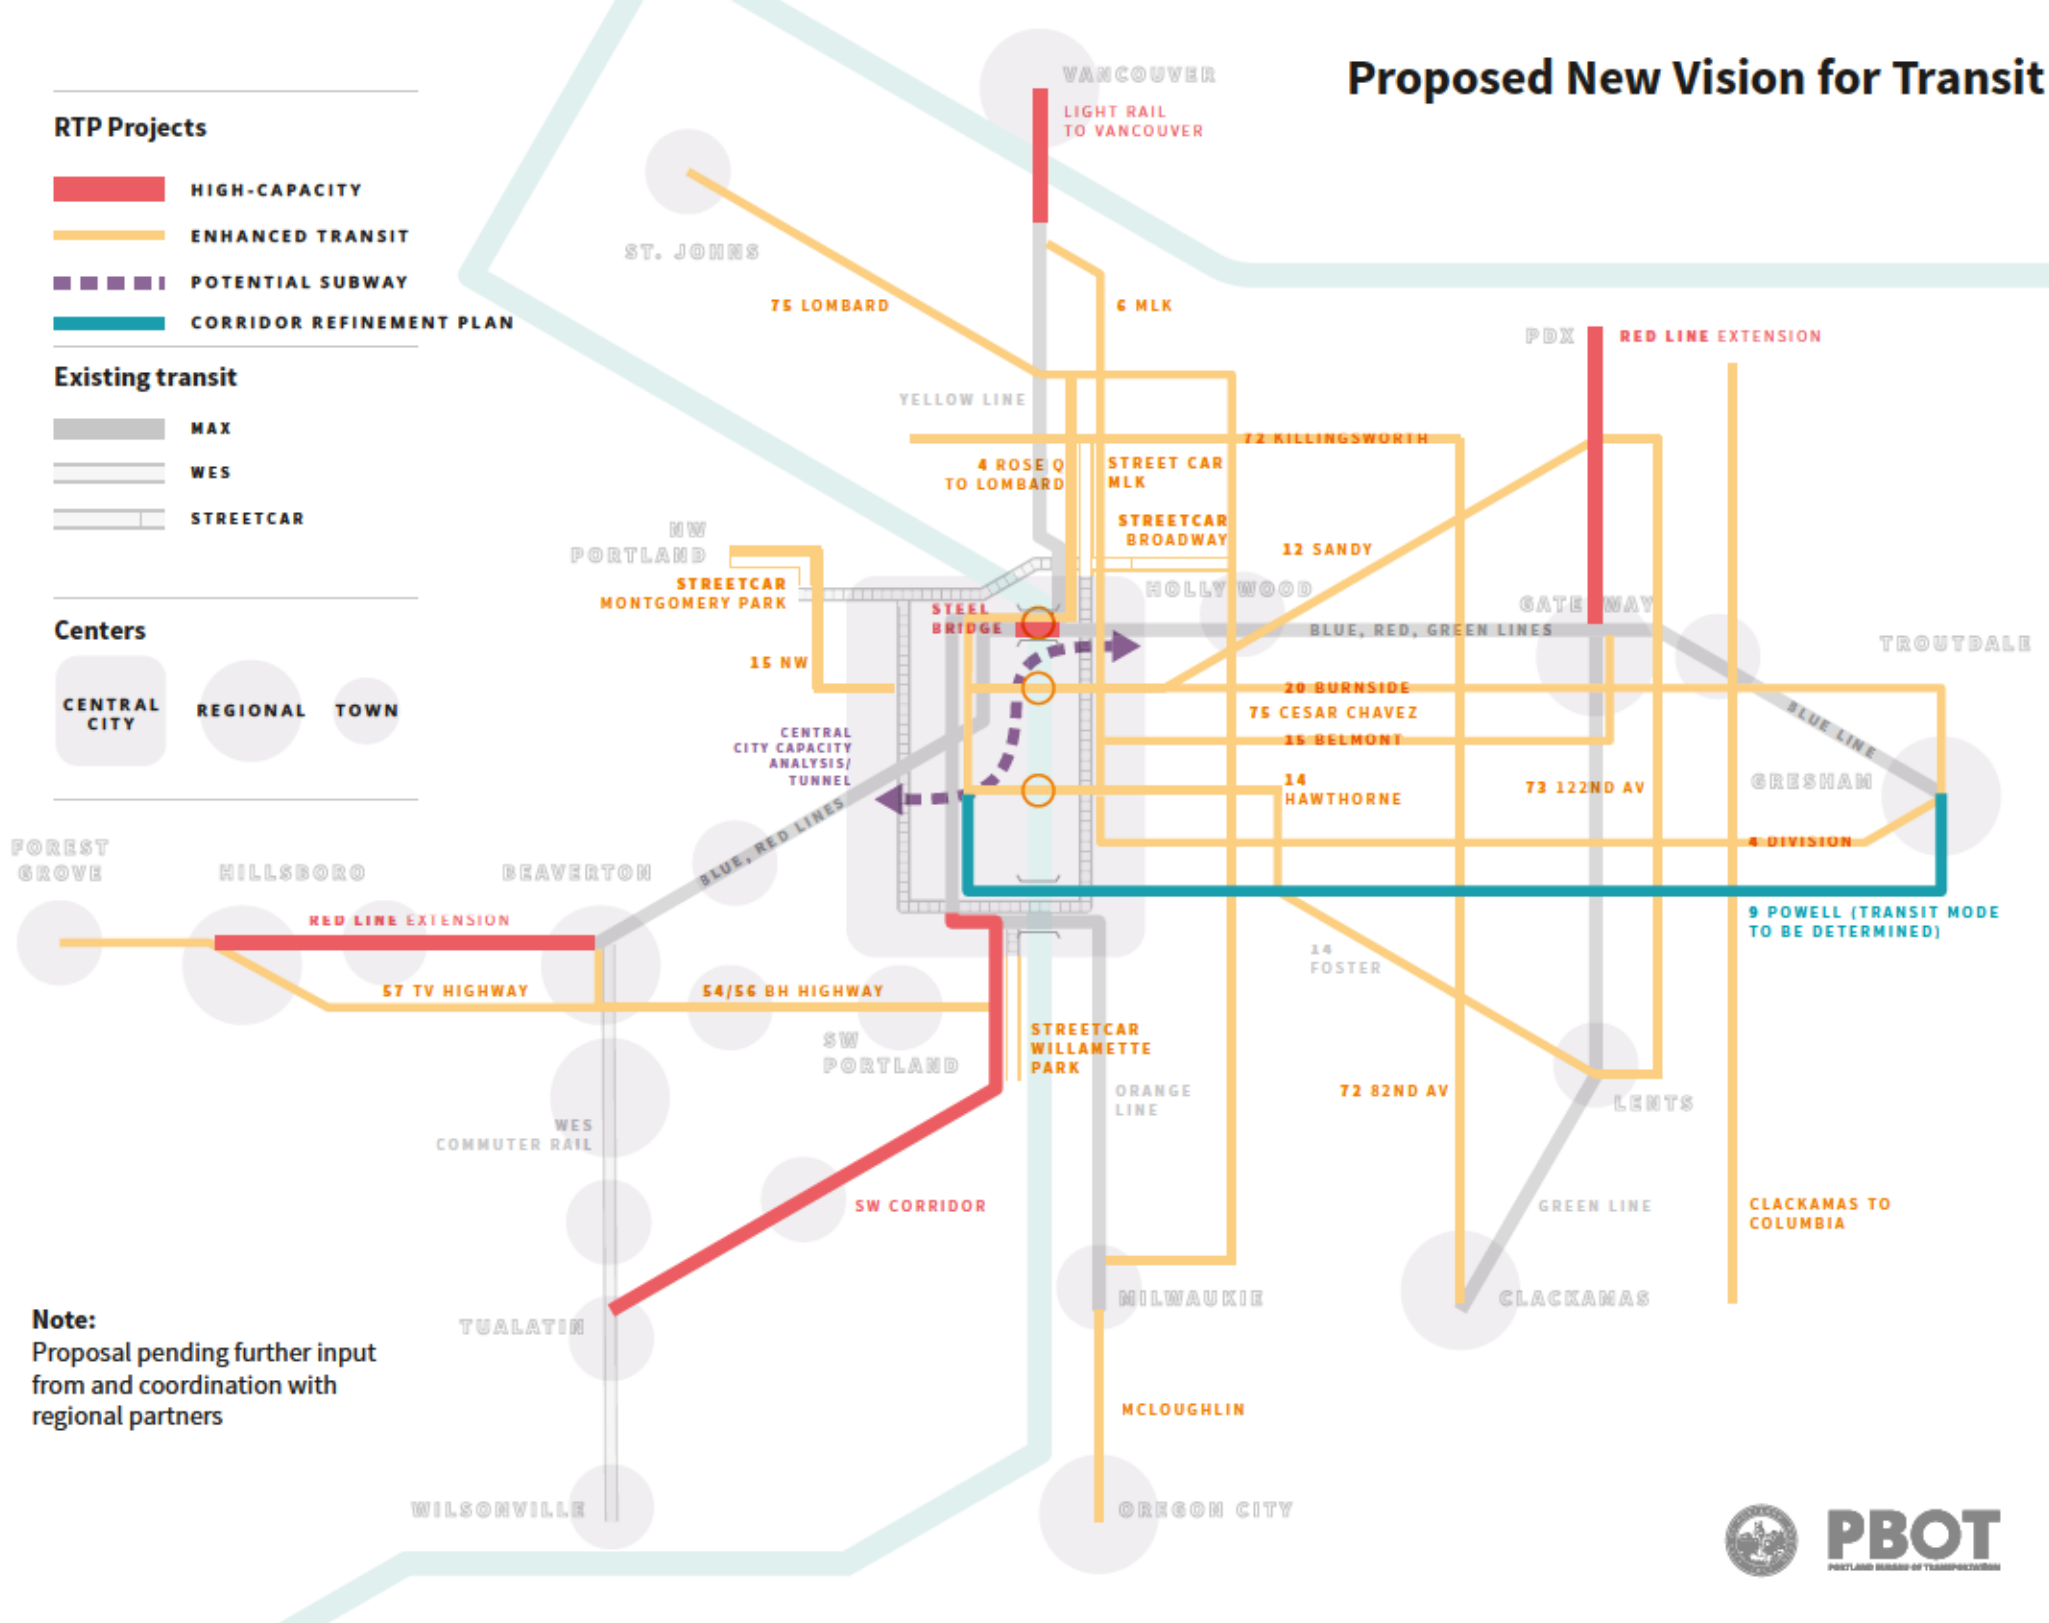 Proposed New Vision for Transit
RTP Projects
HIGH-CAPACITY
ENHANCED TRANSIT
POTENTIAL SUBWAY
CORRIDOR REFINEMENT PLAN
Existing transit
MAX
WES
STREETCAR
Centers
CENTRAL
CITY
REGIONAL
TOWN
VANCOUVER
LIGHT RAIL
TO VANCOUVER
ST. JOHNS
75 LOMBARD
6 MLK
PDX
RED LINE EXTENSION
YELLOW LINE
72 KILLINGSWORTH
4 ROSE Q
TO LOMBARD
STREET CAR
MLK
STREETCAR
BROADWAY
12 SANDY
NW
PORTLAND
STREETCAR
MONTGOMERY PARK
HOLLYWOOD
STEEL
BRIDGE
GATEWAY
BLUE, RED, GREEN LINES
TROUTDALE
15 NW
20 BURNSIDE
75 CESAR CHAVEZ
15 BELMONT
BLUE LINE
CENTRAL
CITY CAPACITY
ANALYSIS/
TUNNEL
14
HAWTHORNE
73 122ND AV
GRESHAM
BLUE, RED LINES
4 DIVISION
FOREST
GROVE
HILLSBORO
BEAVERTON
RED LINE EXTENSION
9 POWELL (TRANSIT MODE
TO BE DETERMINED)
14
FOSTER
57 TV HIGHWAY
54/56 BH HIGHWAY
SW
PORTLAND
STREETCAR
WILLAMETTE
PARK
ORANGE
LINE
72 82ND AV
LENTS
WES
COMMUTER RAIL
SW CORRIDOR
GREEN LINE
CLACKAMAS TO
COLUMBIA
MILWAUKIE
CLACKAMAS
TUALATIN
Note:
Proposal pending further input
from and coordination with
regional partners
MCLOUGHLIN
WILSONVILLE
OREGON CITY
PBOT
PORTLAND BUREAU OF TRANSPORTATION